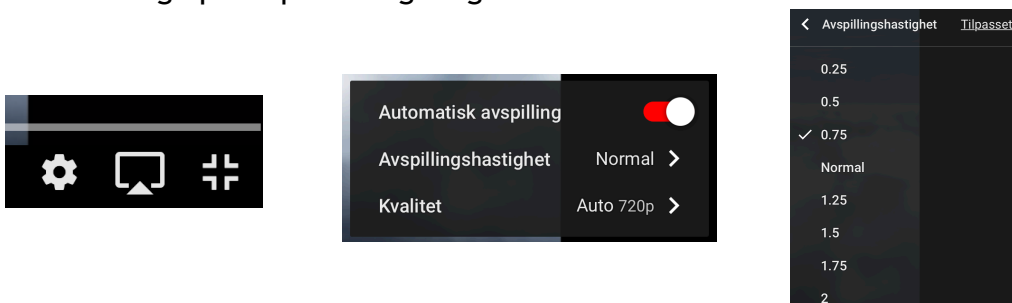 Automatisk avspilling
Avspillingshastighet Normal
Kvalitet Auto 720p
Avspillingshastighet Tilpasset
0.25
0.5
0.75
Normal
1.25
1.5
1.75
2